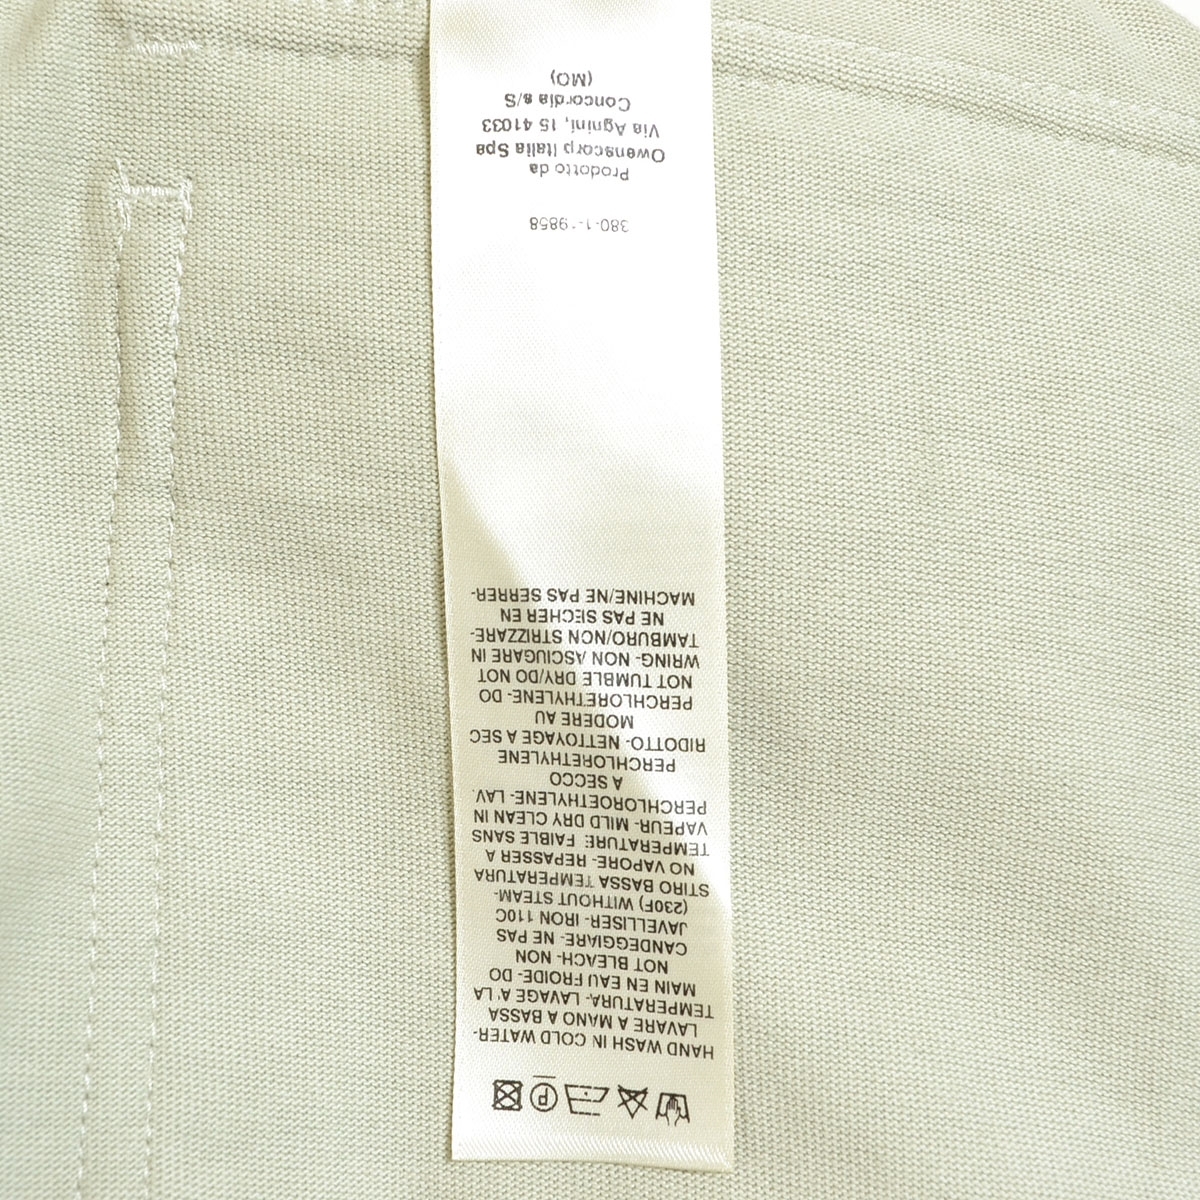 HAND WASH IN COLD WATER-
LAVARE A MANO A BASSA
TEMPERATURA- LAVAGE A' LA
MAIN EN EAU FROIDE- DO
NOT BLEACH- NON
CANDEGGIARE- NE PAS
JAVELLISER- IRON 110C
(230F) WITHOUT STEAM-
STIRO BASSA TEMPERATURA
NO VAPORE- REPASSER A
TEMPERATURE FAIBLE SANS
VAPEUR- MILD DRY CLEAN IN
PERCHLOROETHYLENE- LAV.
A SECCO
PERCHLORETHYLENE
RIDOTTO- NETTOYAGE A SEC
MODERE AU
PERCHLORETHYLENE- DO
NOT TUMBLE DRY/DO NOT
WRING- NON ASCIUGARE IN
TAMBURO/NON STRIZZARE-
NE PAS SECHER EN
MACHINE/NE PAS SERRER-
380-1-
Prodotto da
Owenscorp Italia Spa
Via Agnini, 15 41033
Concordia s/S
(MO)